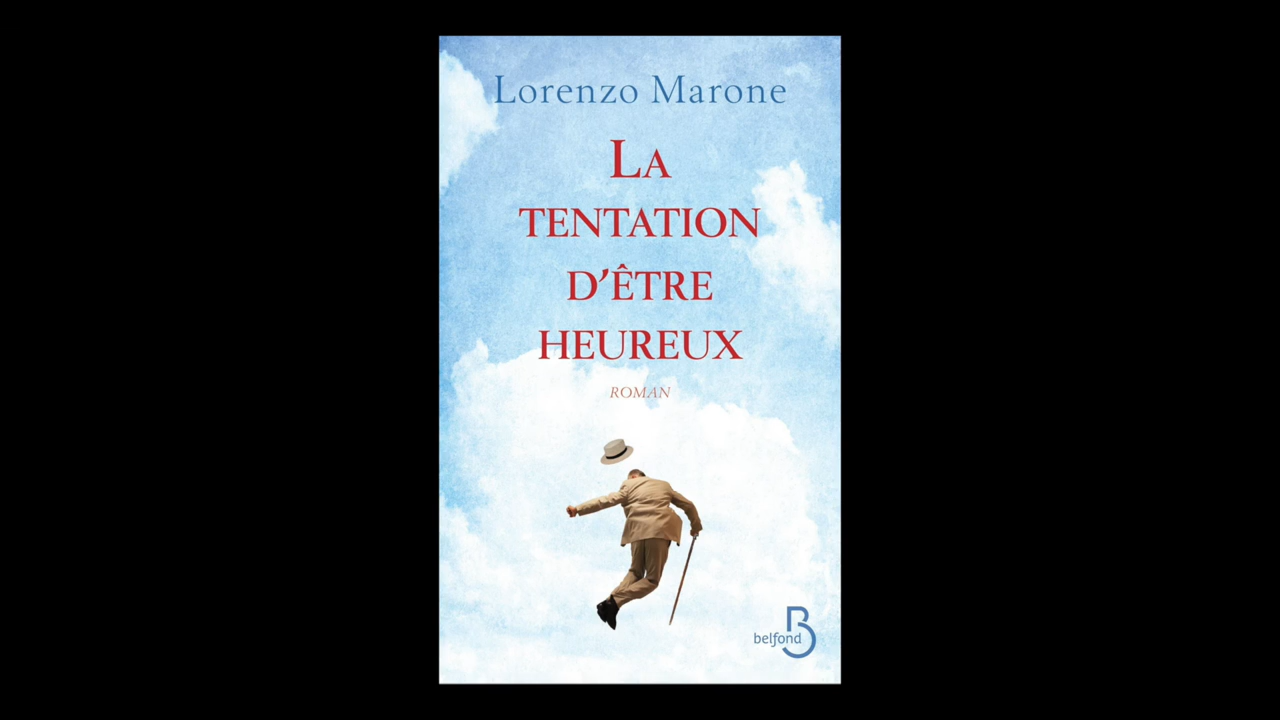 Lorenzo Marone
LA
TENTATION
D'ÊTRE
HEUREUX
ROMAN
belfond
B